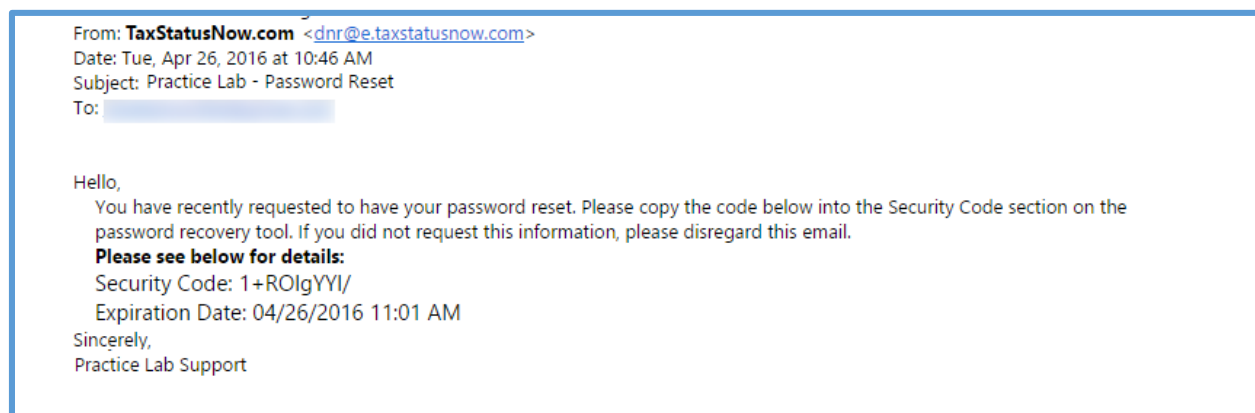 From: TaxStatusNow.com <dnr@e.taxstatusnow.com>
Date: Tue, Apr 26, 2016 at 10:46 AM
Subject: Practice Lab - Password Reset
To:
Hello,
You have recently requested to have your password reset. Please copy the code below into the Security Code section on the
password recovery tool. If you did not request this information, please disregard this email.
Please see below for details:
Security Code: 1+ROlgYYl/
Expiration Date: 04/26/2016 11:01 AM
Sincerely,
Practice Lab Support